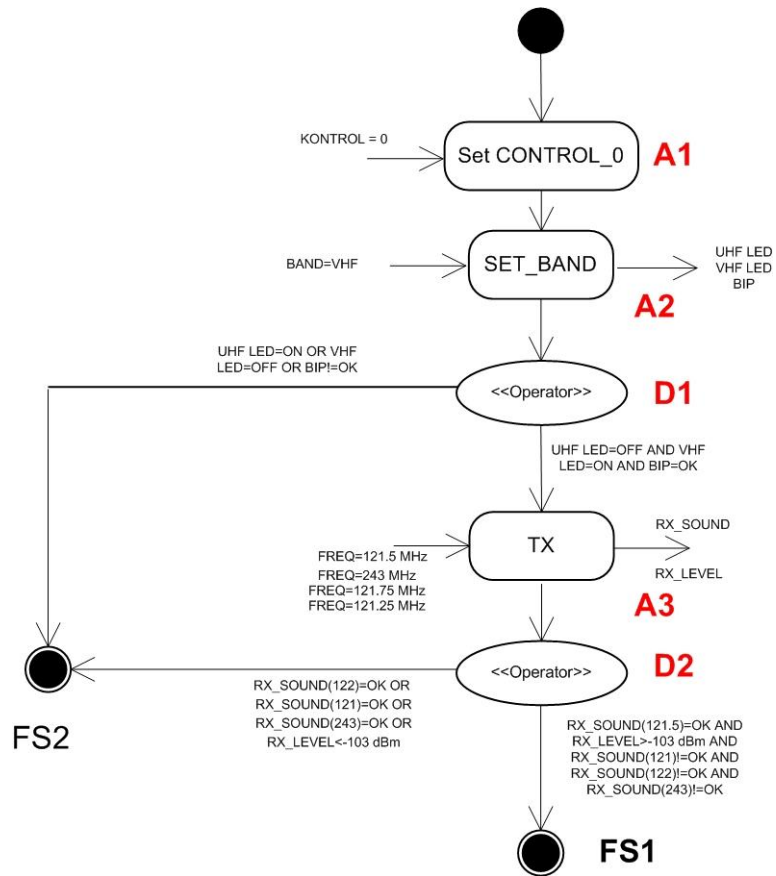 KONTROL = 0
Set CONTROL_0
A1
BAND=VHF
SET_BAND
UHF LED
VHF LED
BIP
A2
UHF LED=ON OR VHF
LED=OFF OR BIP!=OK
<<Operator>>
D1
UHF LED=OFF AND VHF
LED=ON AND BIP=OK
FREQ=121.5 MHz
FREQ=243 MHz
FREQ=121.75 MHz
FREQ=121.25 MHz
TX
RX_SOUND
RX_LEVEL
A3
<<Operator>>
D2
RX_SOUND(122)=OK OR
RX_SOUND(121)=OK OR
RX_SOUND(243)=OK OR
RX_LEVEL<-103 dBm
FS2
RX_SOUND(121.5)=OK AND
RX_LEVEL>-103 dBm AND
RX_SOUND(121)!=OK AND
RX_SOUND(122)!=OK AND
RX_SOUND(243)!=OK
FS1